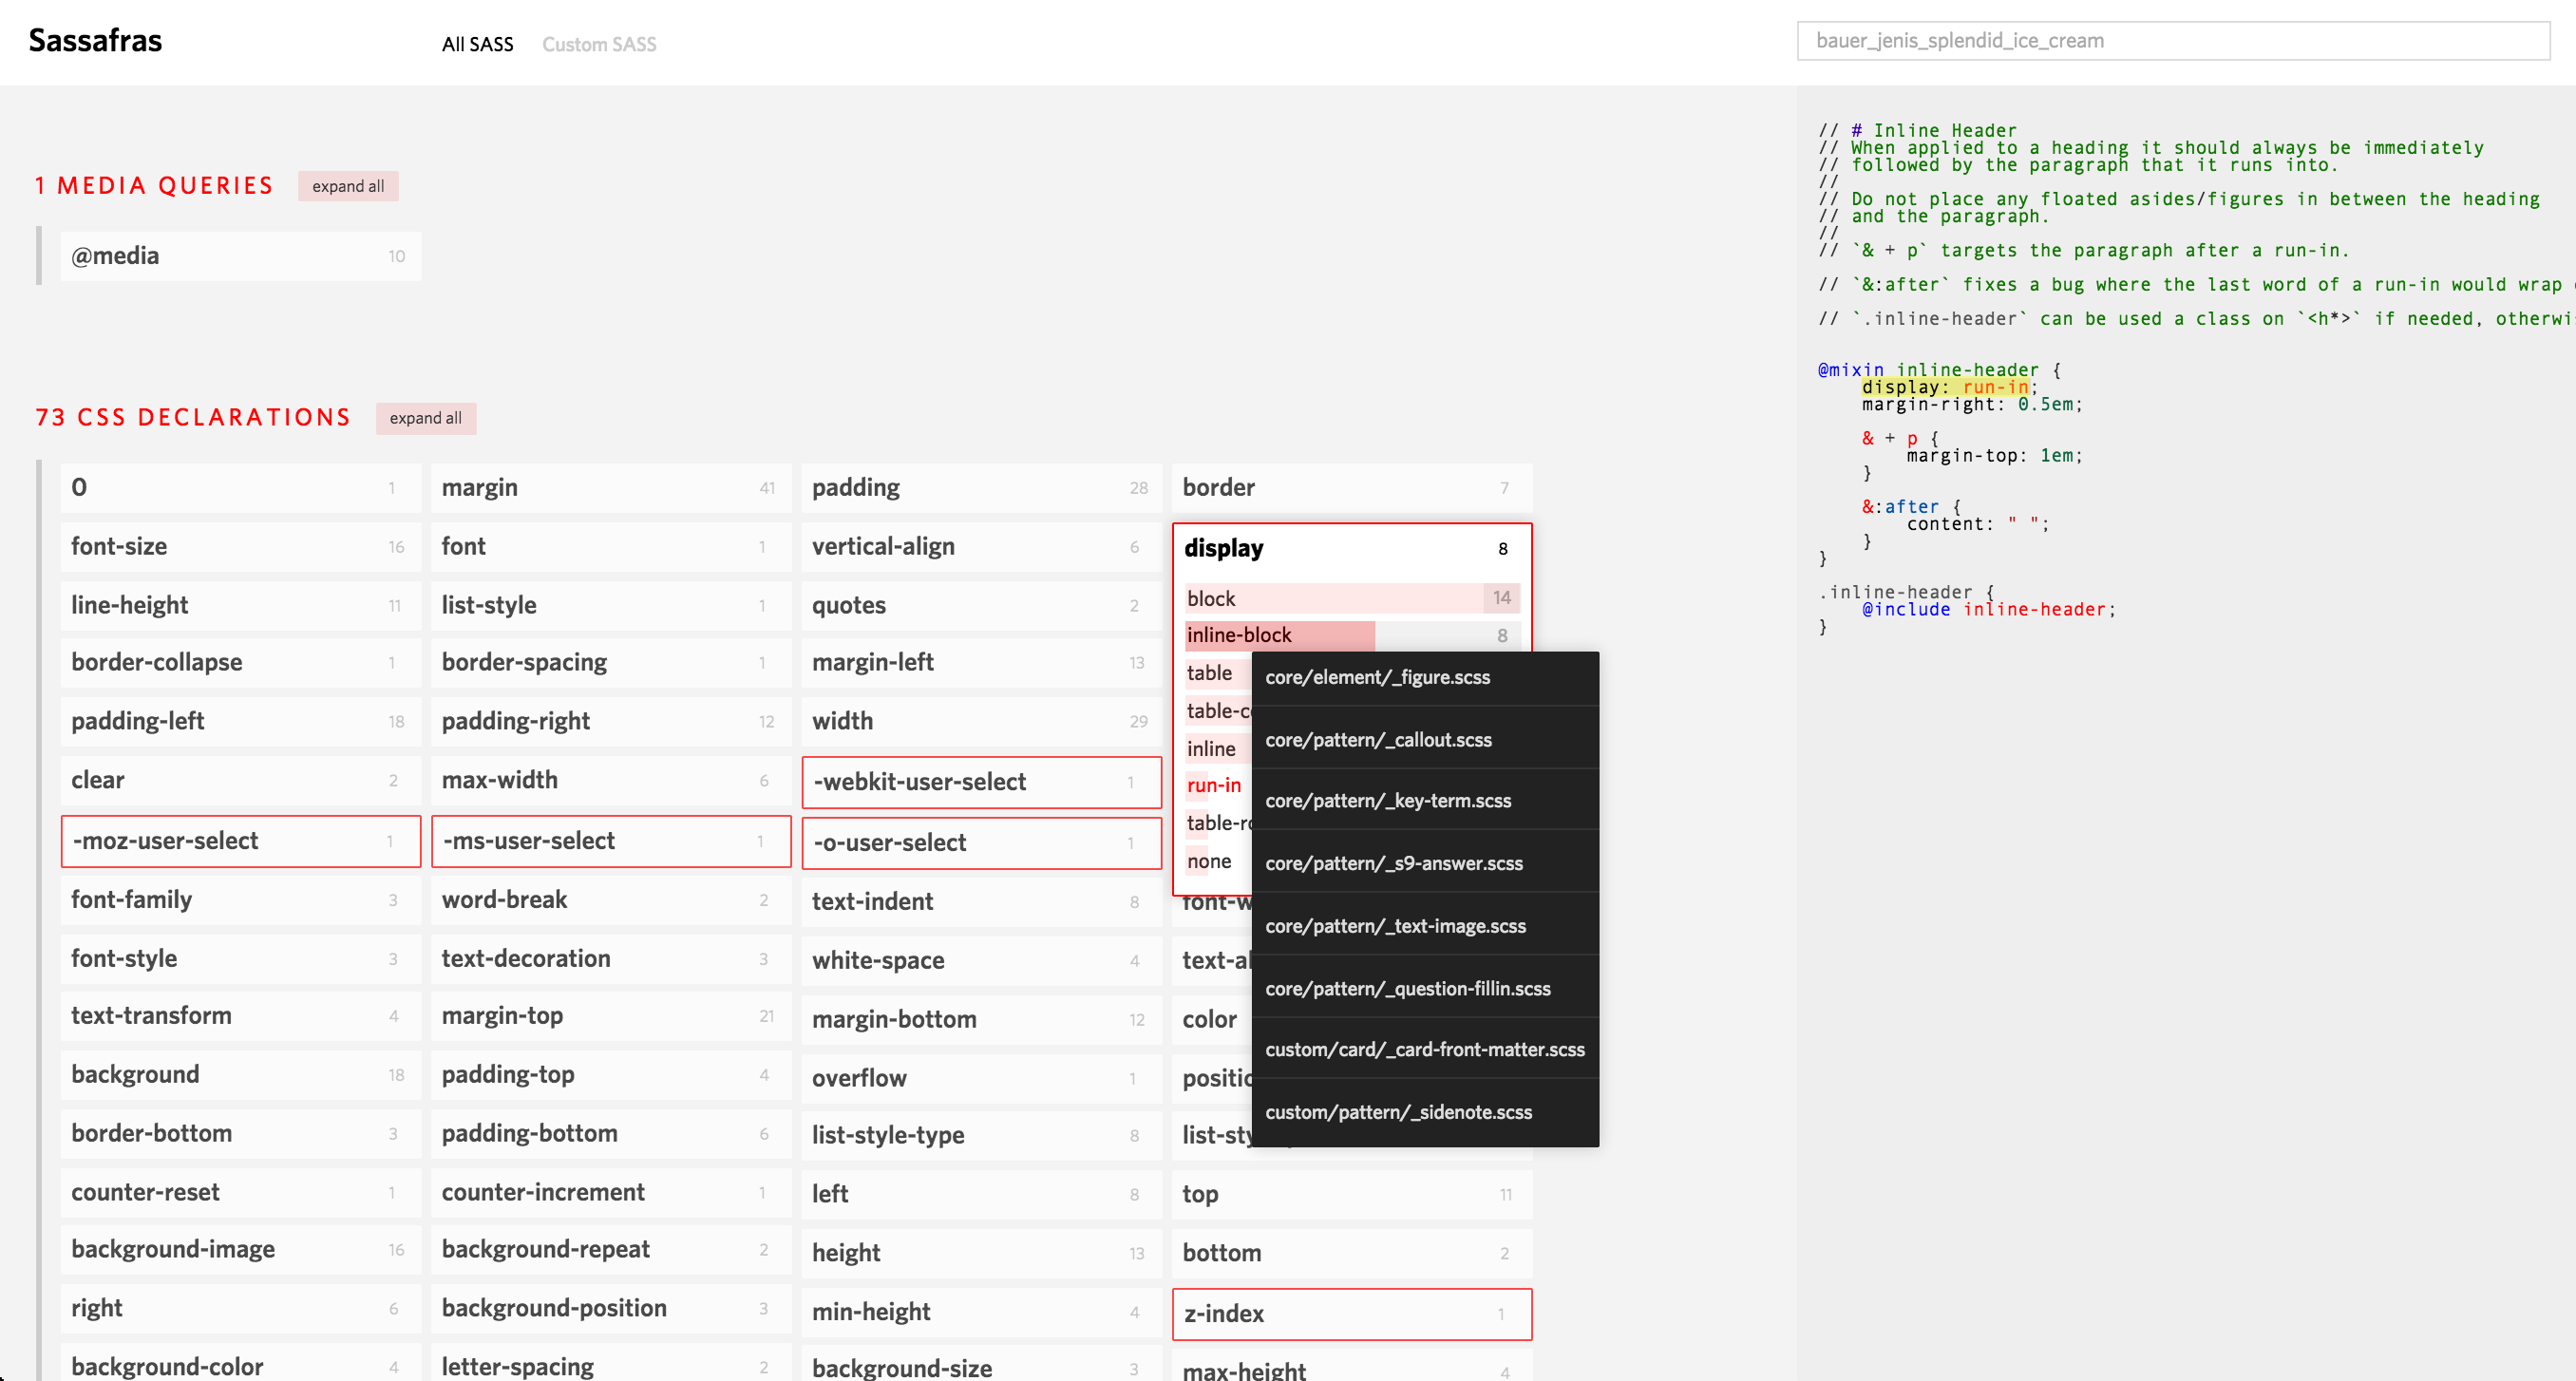 Sassafras
All SASS
Custom SASS
bauer_jenis_splendid_ice_cream
1 MEDIA QUERIES
expand all
@media 10
73 CSS DECLARATIONS
expand all
0 1
margin 41
padding 28
border 7
font-size 16
font 1
vertical-align 6
display 8
block 14
inline-block 8
table
table-c
inline
run-in
table-ro
none
line-height 11
list-style 1
quotes 2
border-collapse 1
border-spacing 1
margin-left 13
padding-left 18
padding-right 12
width 29
clear 2
max-width 6
-webkit-user-select 1
-moz-user-select 1
-ms-user-select 1
-o-user-select 1
font-family 3
word-break 2
text-indent 8
font-w
font-style 3
text-decoration 3
white-space 4
text-al
text-transform 4
margin-top 21
margin-bottom 12
color
background 18
padding-top 4
overflow 1
positio
border-bottom 3
padding-bottom 6
list-style-type 8
list-sty
counter-reset 1
counter-increment 1
left 8
top 11
background-image 16
background-repeat 2
height 13
bottom 2
right 6
background-position 3
min-height 4
z-index 1
background-color 4
letter-spacing 2
background-size 3
max-height 4
core/element/_figure.scss
core/pattern/_callout.scss
core/pattern/_key-term.scss
core/pattern/_s9-answer.scss
core/pattern/_text-image.scss
core/pattern/_question-fillin.scss
custom/card/_card-front-matter.scss
custom/pattern/_sidenote.scss
// # Inline Header
// When applied to a heading it should always be immediately
// followed by the paragraph that it runs into.
//
// Do not place any floated asides/figures in between the heading
// and the paragraph.
//
// `& + p` targets the paragraph after a run-in.
// `&:after` fixes a bug where the last word of a run-in would wrap
// `.inline-header` can be used a class on `<h*>` if needed, otherwi
@mixin inline-header {
display: run-in;
margin-right: 0.5em;
& + p {
margin-top: 1em;
}
&:after {
content: " ";
}
}
.inline-header {
@include inline-header;
}